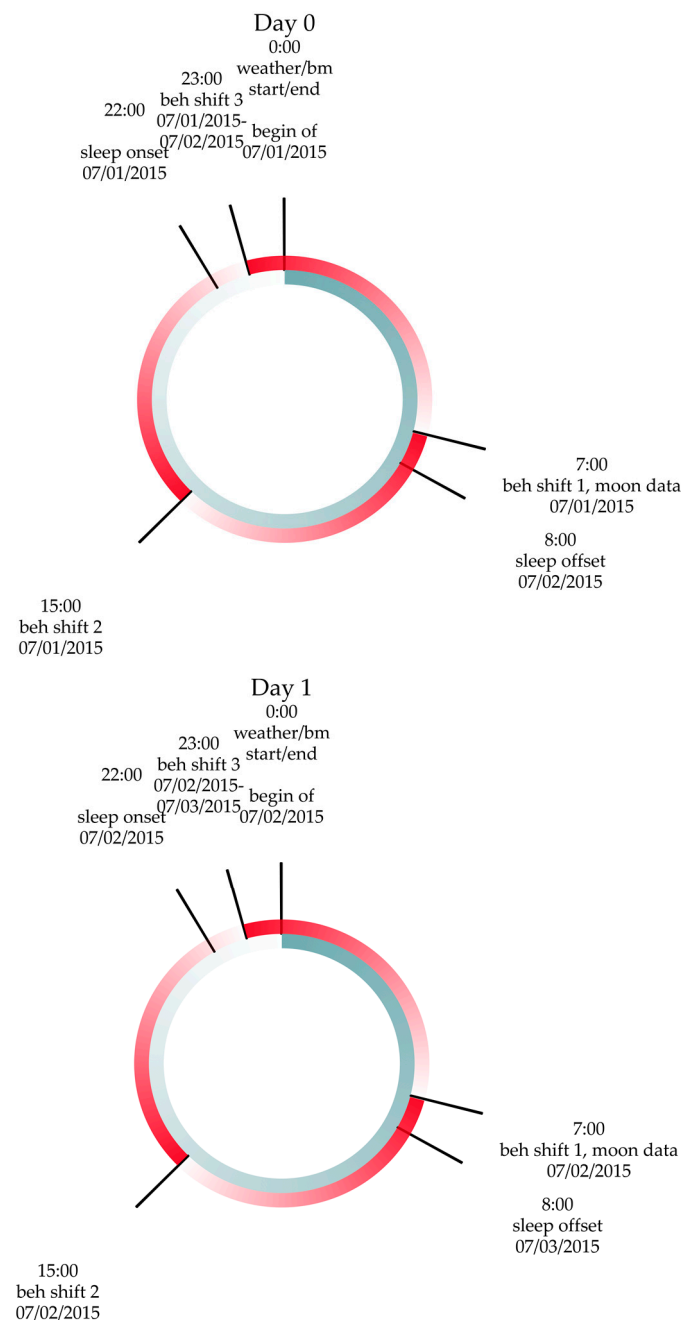 Day 0
0:00
weather/bm
start/end
begin of
07/01/2015
23:00
beh shift 3
07/01/2015-
07/02/2015
22:00
sleep onset
07/01/2015
7:00
beh shift 1, moon data
07/01/2015
8:00
sleep offset
07/02/2015
15:00
beh shift 2
07/01/2015
Day 1
0:00
weather/bm
start/end
begin of
07/02/2015
23:00
beh shift 3
07/02/2015-
07/03/2015
22:00
sleep onset
07/02/2015
7:00
beh shift 1, moon data
07/02/2015
8:00
sleep offset
07/03/2015
15:00
beh shift 2
07/02/2015